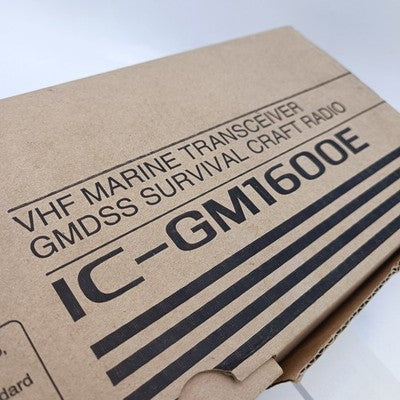 VHF MARINE TRANSCEIVER
GMDSS SURVIVAL CRAFT RADIO
IC-GM1600E